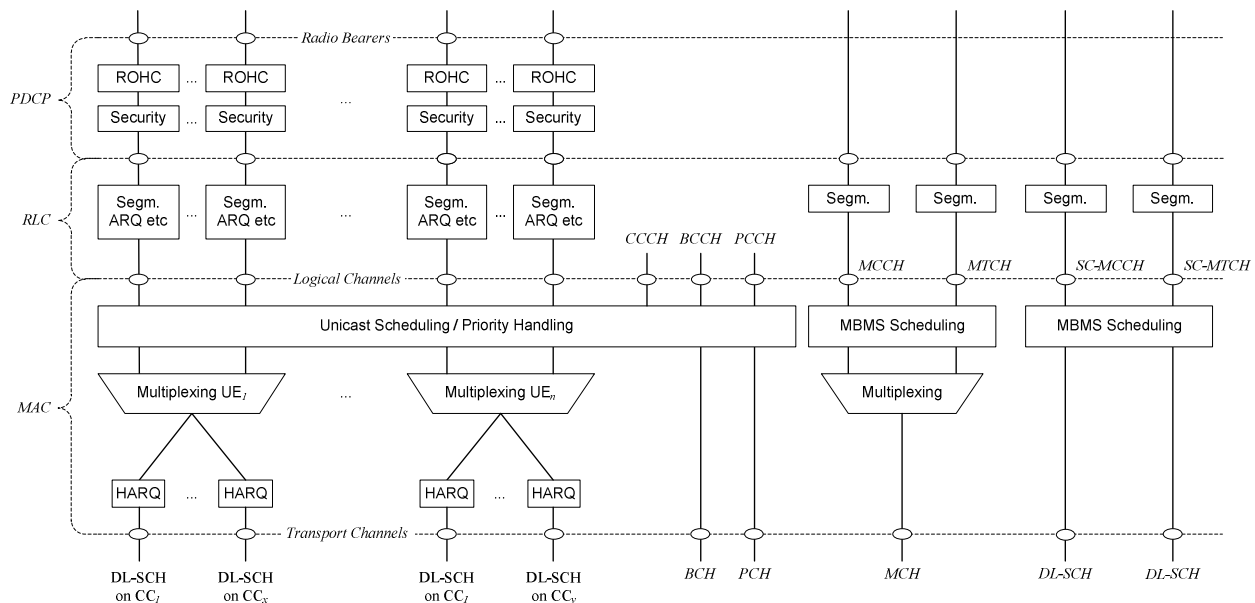 Radio Bearers
ROHC ... ROHC ROHC ... ROHC
PDCP ...
Security ... Security Security ... Security
Segm. ARQ etc ... Segm. ARQ etc ... Segm. ARQ etc ... Segm. ARQ etc Segm. Segm. Segm. Segm.
RLC
CCCH BCCH PCCH
MCCH MTCH SC-MCCH SC-MTCH
Logical Channels
Unicast Scheduling / Priority Handling MBMS Scheduling MBMS Scheduling
Multiplexing UE1 ... Multiplexing UEn Multiplexing
MAC
HARQ ... HARQ HARQ ... HARQ
Transport Channels
DL-SCH DL-SCH DL-SCH DL-SCH BCH PCH MCH DL-SCH DL-SCH
on CC1 on CCx on CC1 on CCy